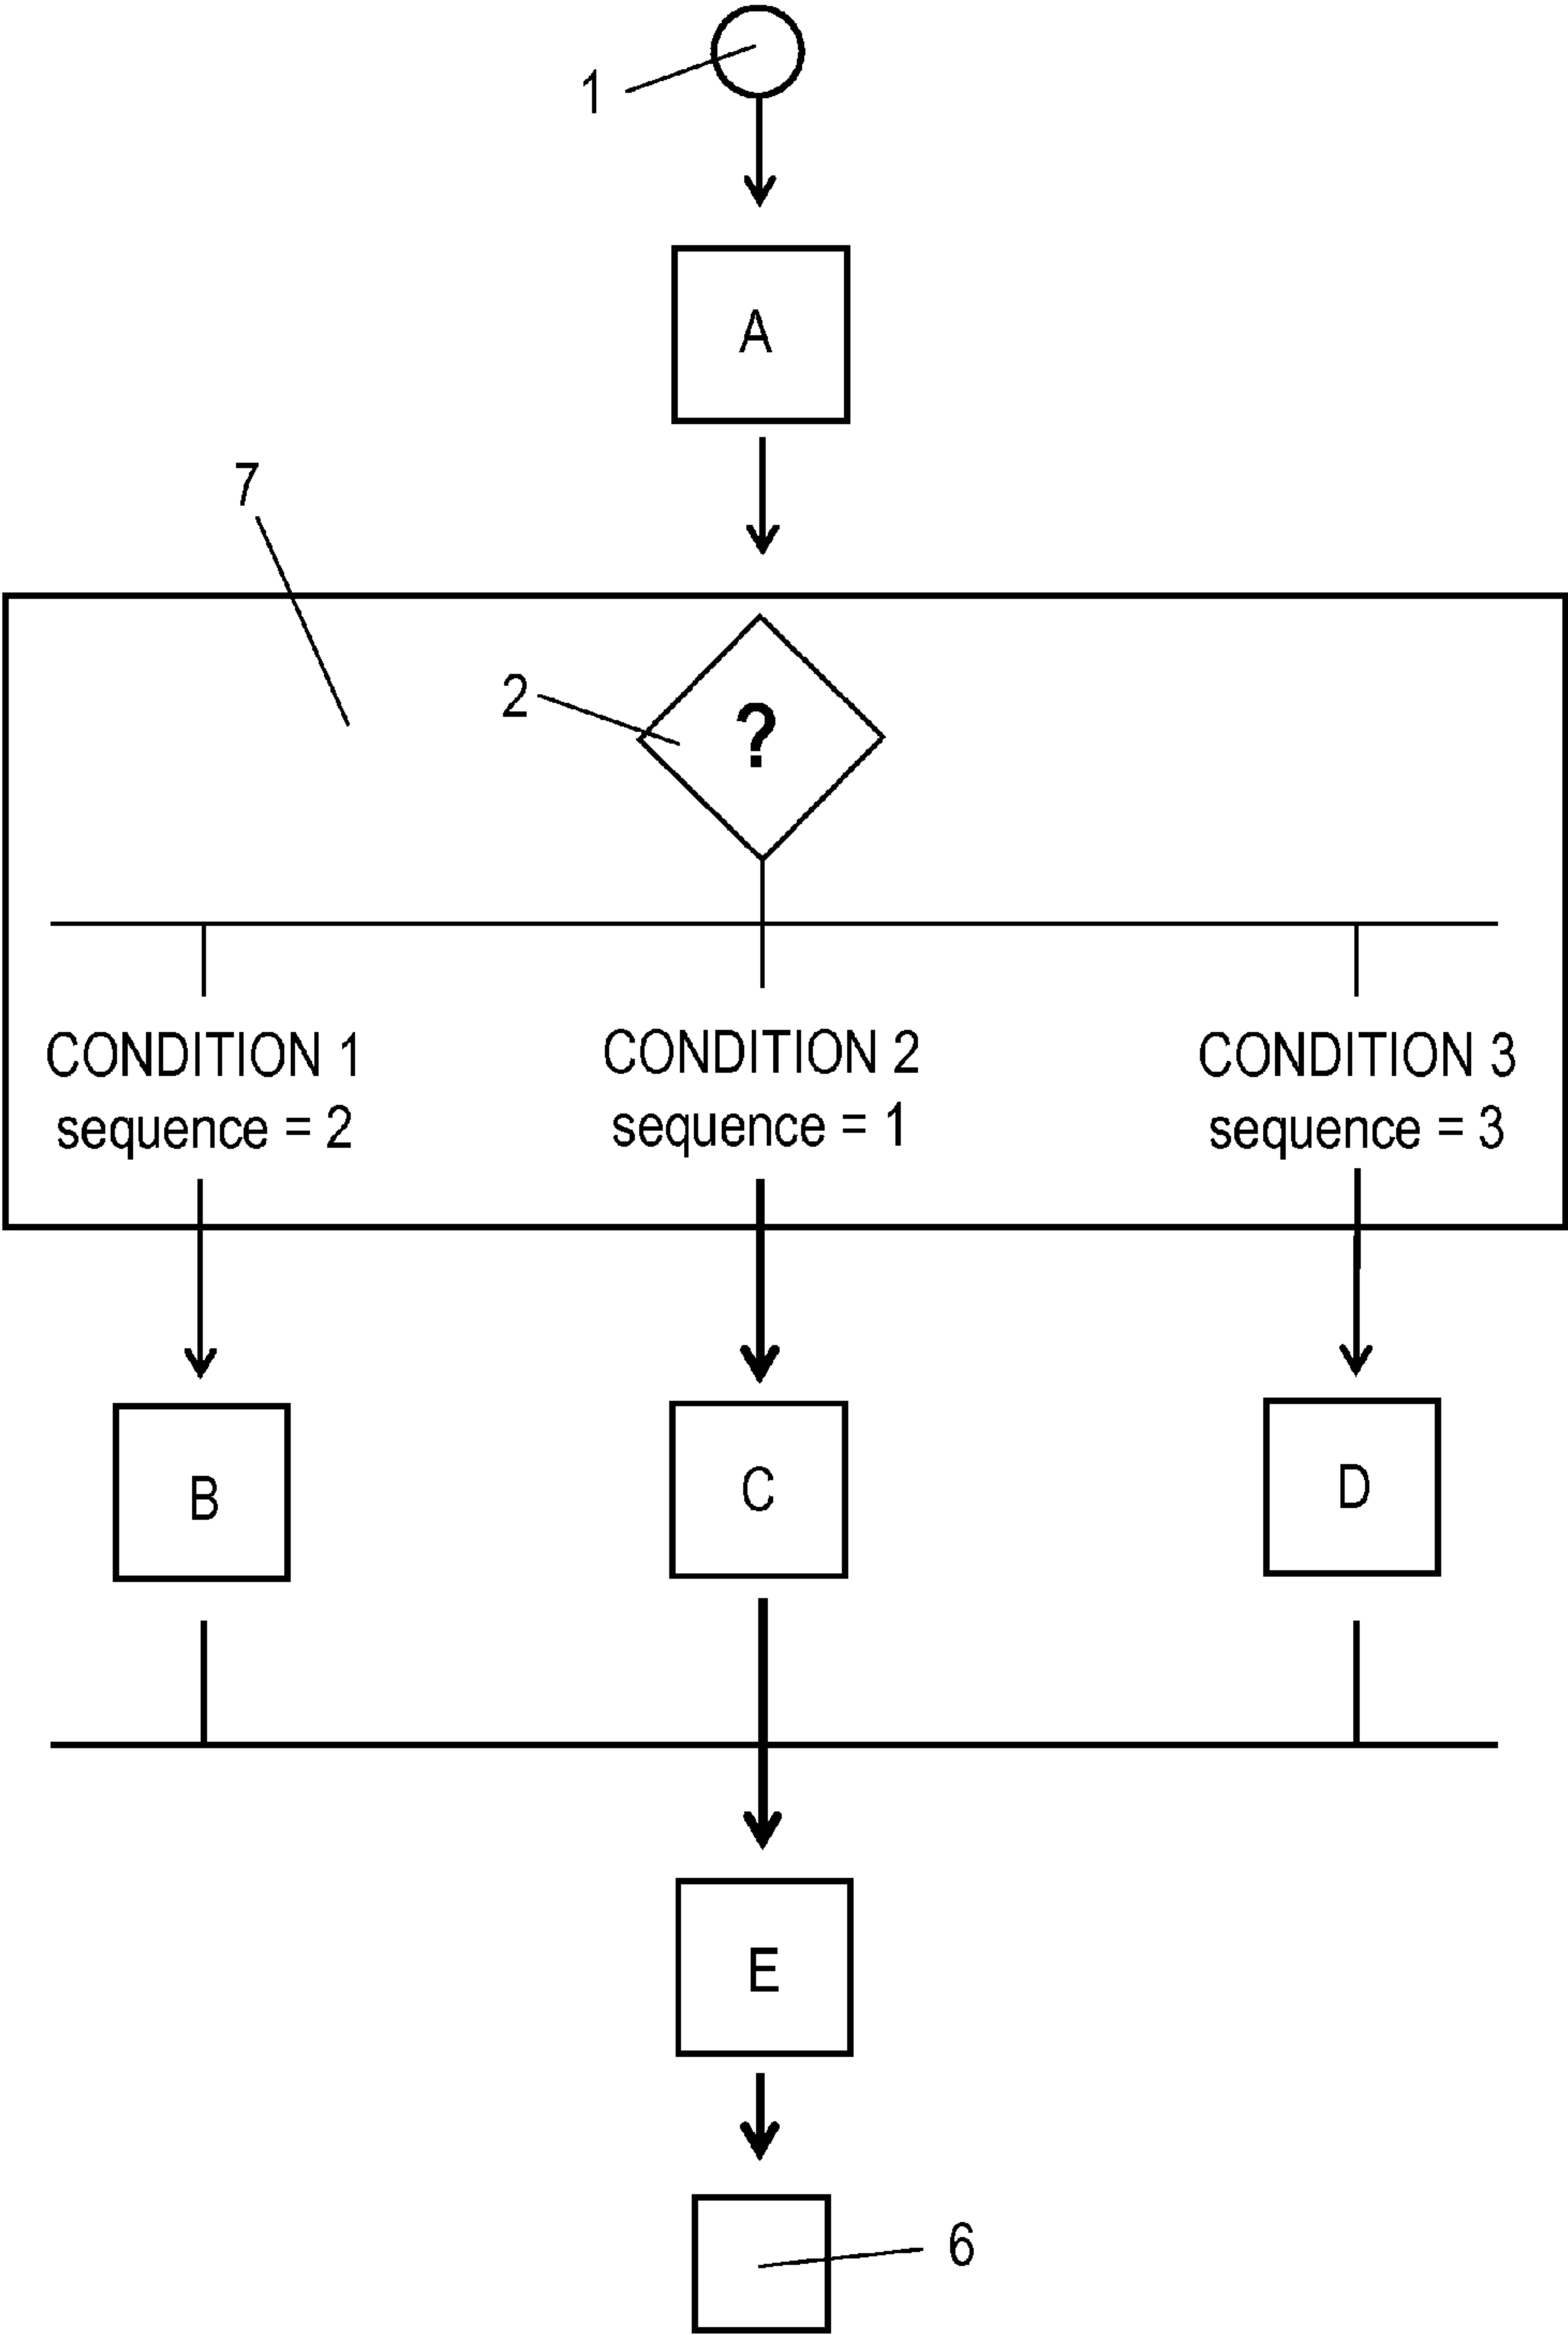 1
A
7
2
?
CONDITION 1
sequence = 2
CONDITION 2
sequence = 1
CONDITION 3
sequence = 3
B
C
D
E
6